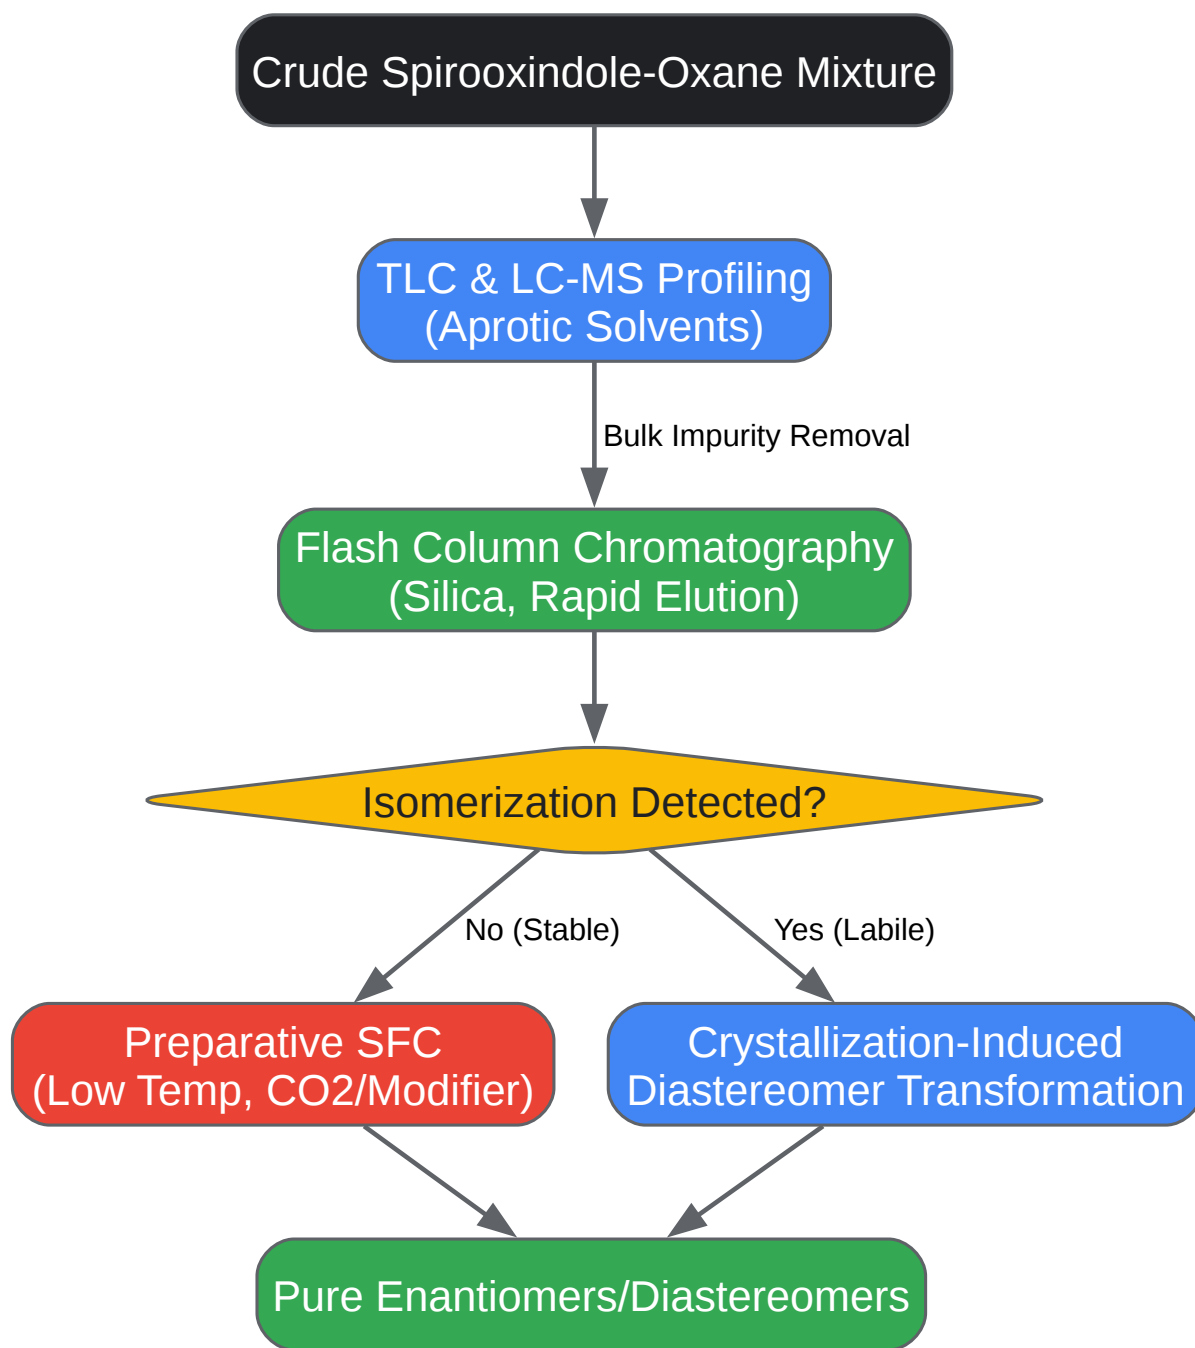 Crude Spirooxindole-Oxane Mixture
TLC & LC-MS Profiling
(Aprotic Solvents)
Bulk Impurity Removal
Flash Column Chromatography
(Silica, Rapid Elution)
Isomerization Detected?
No (Stable)
Yes (Labile)
Preparative SFC
(Low Temp, CO2/Modifier)
Crystallization-Induced
Diastereomer Transformation
Pure Enantiomers/Diastereomers